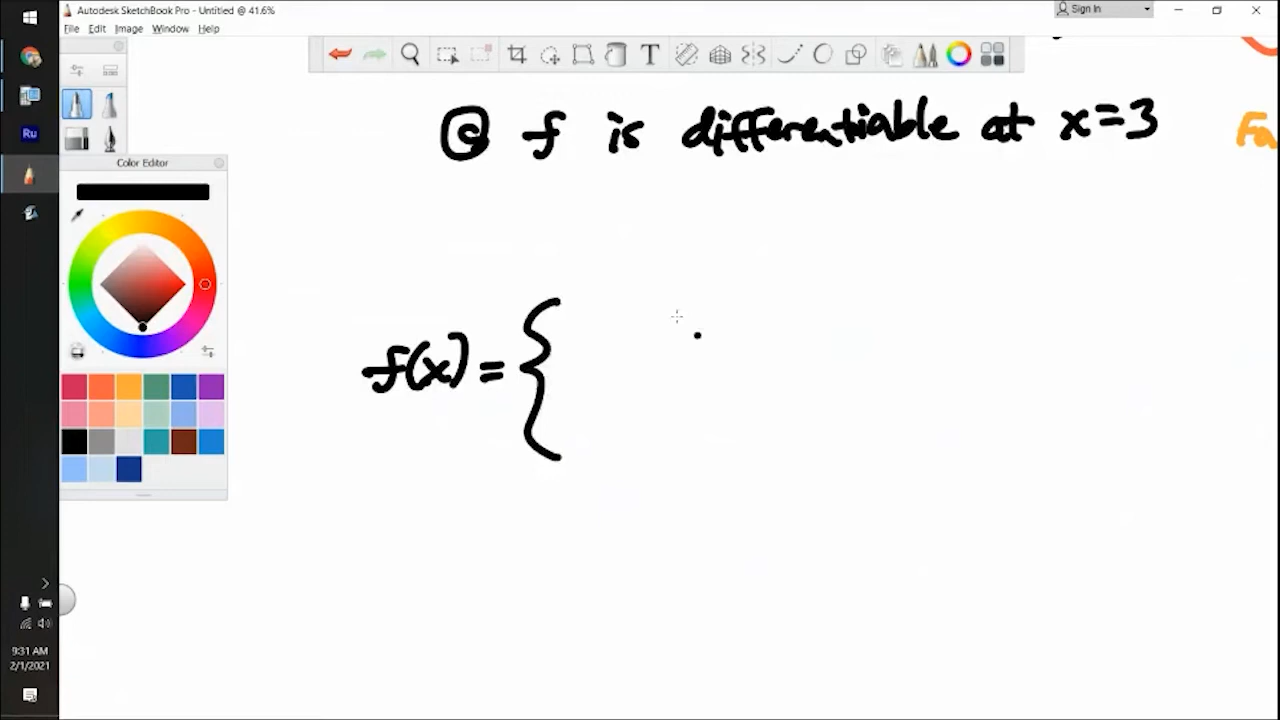 Autodesk SketchBook Pro - Untitled @ 41.6%
Sign In
File Edit Image Window Help
T
Ru
Color Editor
ⓒ f is differentiable at x=3
f(x) = {
9:31 AM
2/1/2021